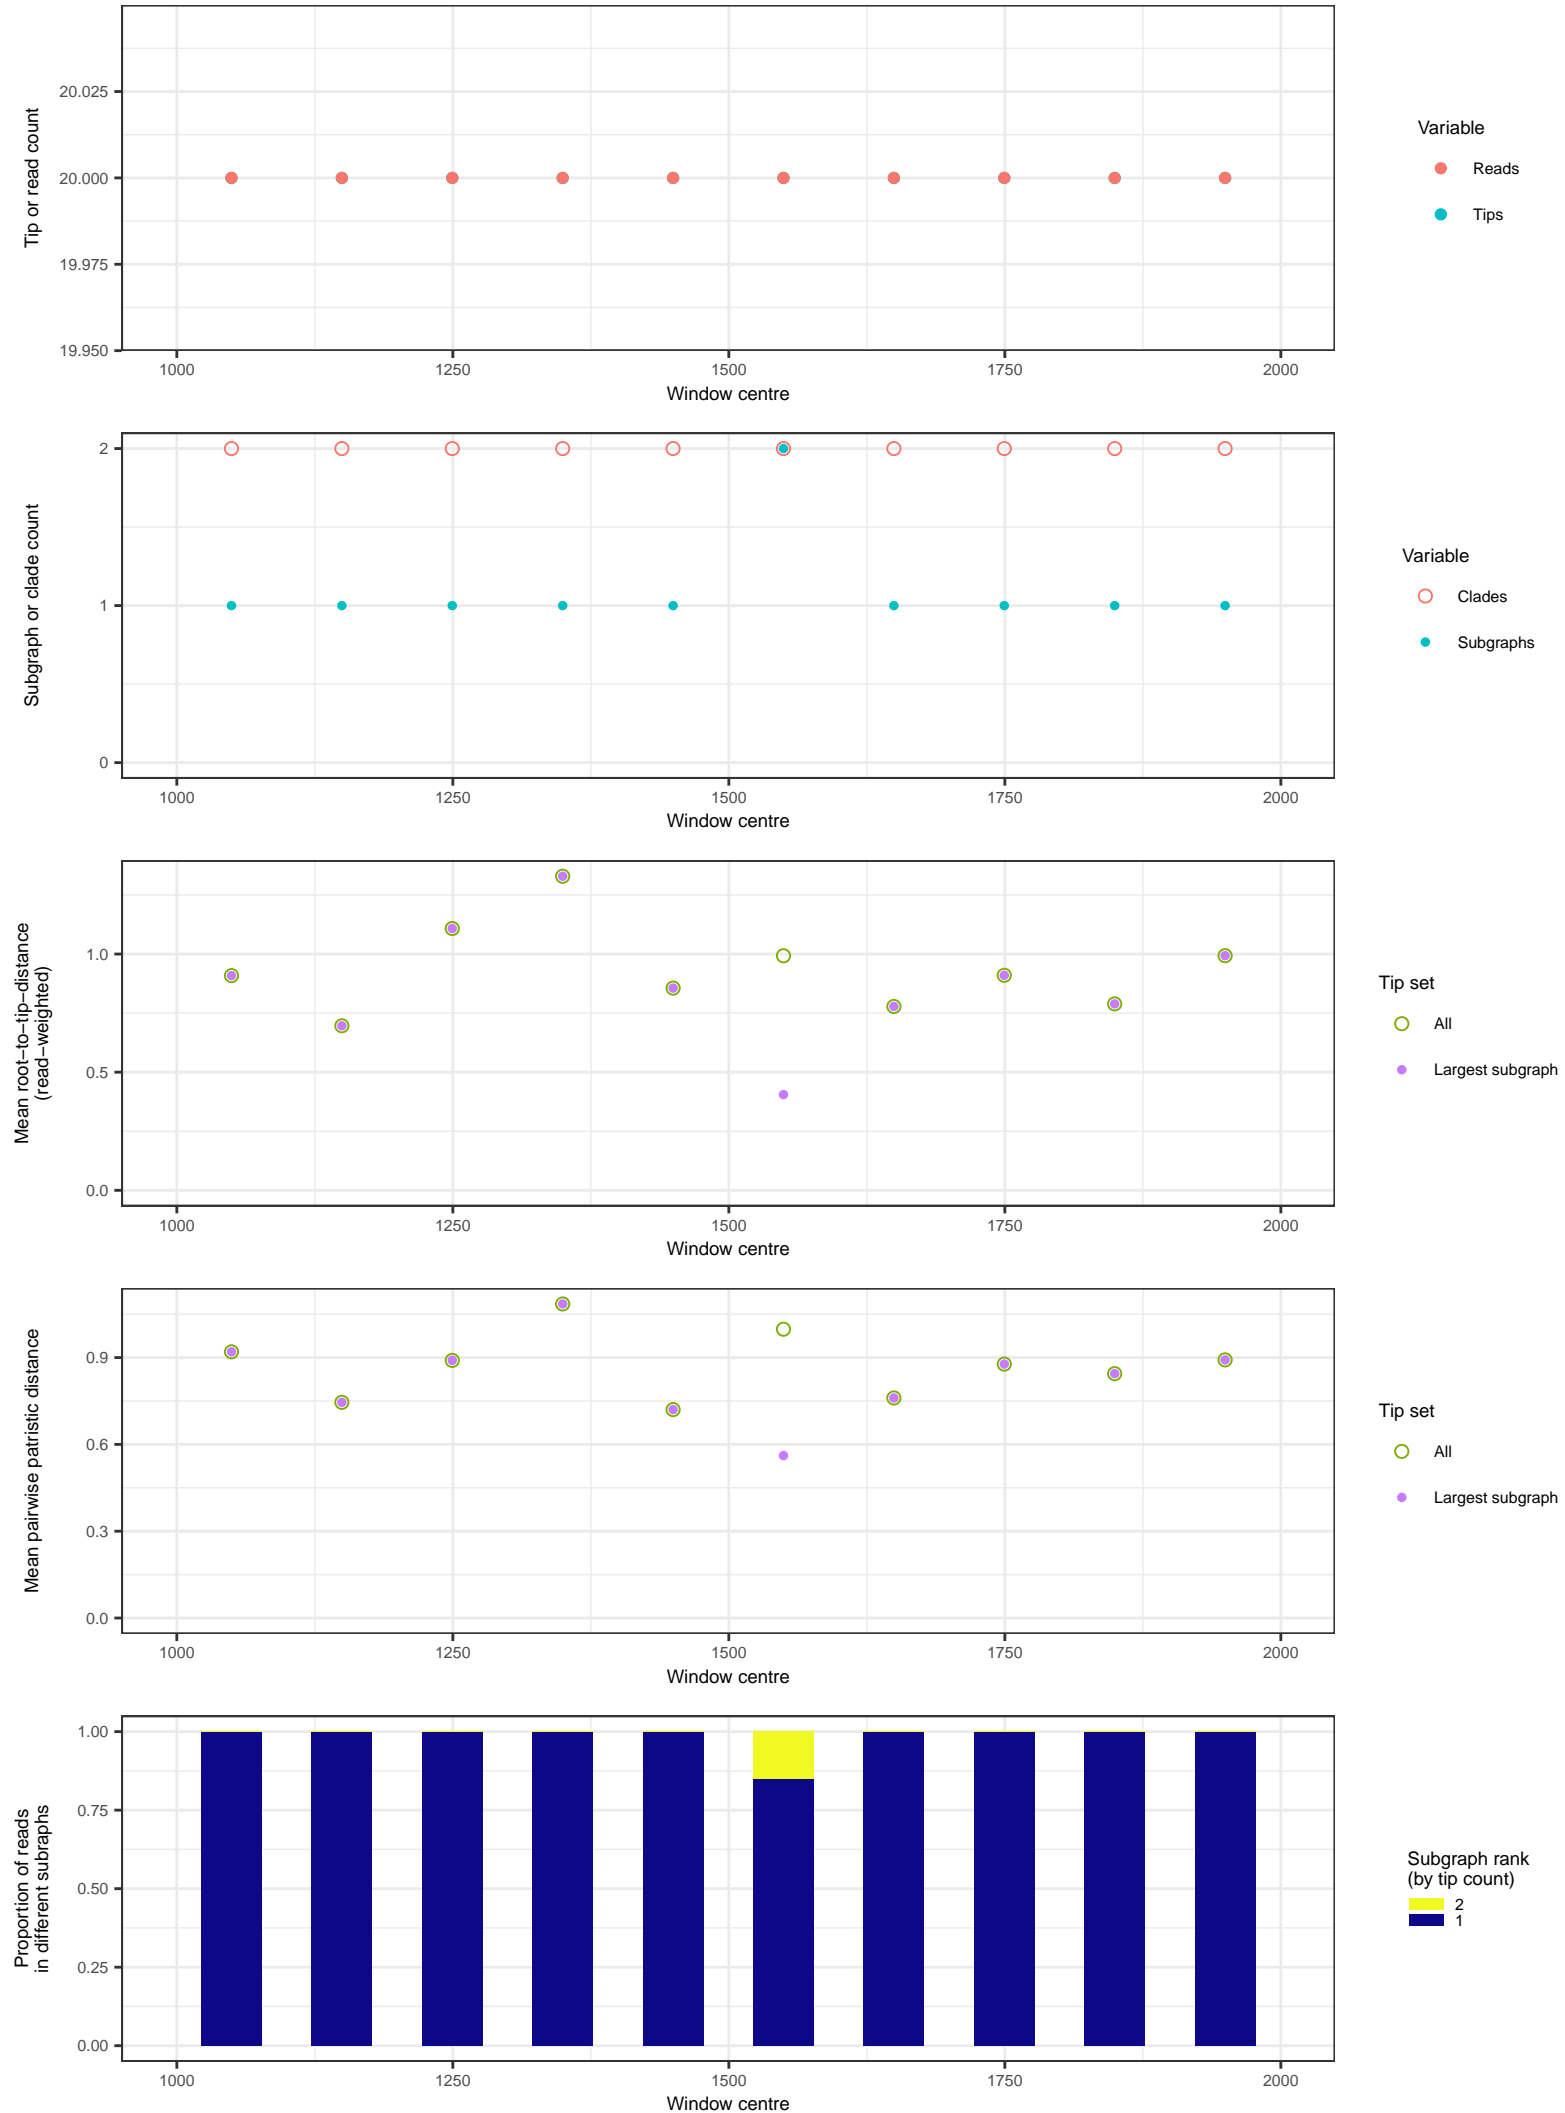 20.025
20.000
19.975
19.950
Tip or read count
1000 1250 1500 1750 2000
Window centre
Variable
Reads
Tips
2
1
0
Subgraph or clade count
1000 1250 1500 1750 2000
Window centre
Variable
Clades
Subgraphs
1.0
0.5
0.0
Mean root−to−tip−distance
(read−weighted)
1000 1250 1500 1750 2000
Window centre
Tip set
All
Largest subgraph
0.9
0.6
0.3
0.0
Mean pairwise patristic distance
1000 1250 1500 1750 2000
Window centre
Tip set
All
Largest subgraph
1.00
0.75
0.50
0.25
0.00
Proportion of reads
in different subraphs
1000 1250 1500 1750 2000
Window centre
Subgraph rank
(by tip count)
2
1